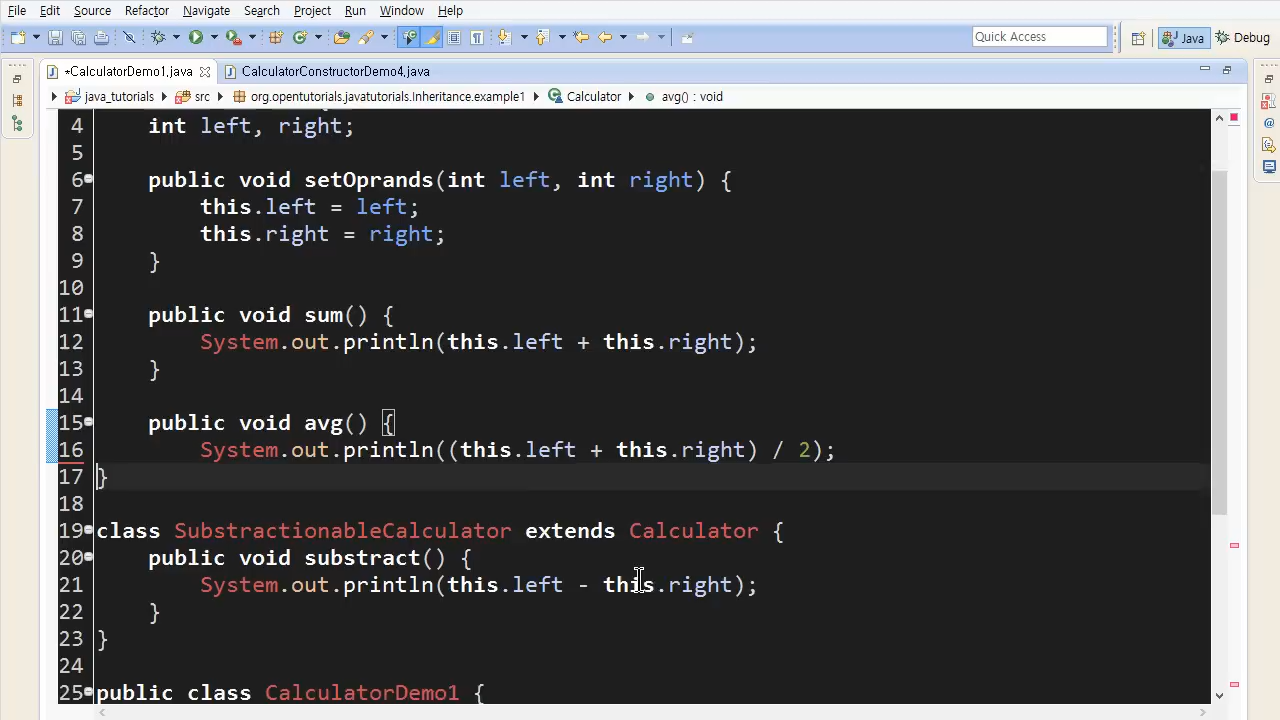 File Edit Source Refactor Navigate Search Project Run Window Help
Quick Access Java Debug
*CalculatorDemo1.java CalculatorConstructorDemo4.java
java_tutorials src org.opentutorials.javatutorials.Inheritance.example1 Calculator avg() : void
4 int left, right;
5
6 public void setOprands(int left, int right) {
7 this.left = left;
8 this.right = right;
9 }
10
11 public void sum() {
12 System.out.println(this.left + this.right);
13 }
14
15 public void avg() {
16 System.out.println((this.left + this.right) / 2);
17 }
18
19 class SubstractionableCalculator extends Calculator {
20 public void substract() {
21 System.out.println(this.left - this.right);
22 }
23 }
24
25 public class CalculatorDemo1 {